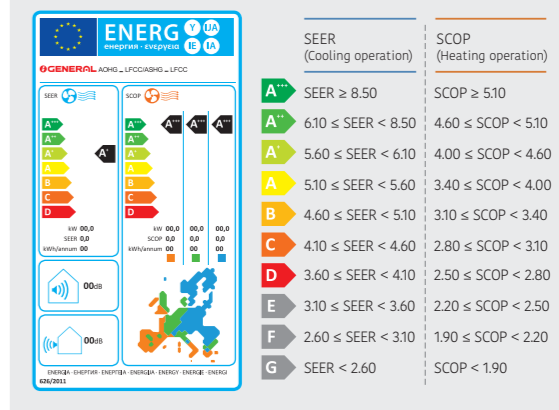 ENERG Y IJA
енергия · ενεργεια IE IA
GENERAL AOHG _ LFCC/ASHG _ LFCC
SEER
SCOP
A+++ A+++ A+++ A+++ A+++
A++ A++
A+ A+ A+
A A
B B
C C
D D
kW 00,0 kW 00,0 00,0 00,0
SEER 0,0 SCOP 0,0 0,0 0,0
kWh/annum 00 kWh/annum 00 00 00
00dB
00dB
ENERGIA · ЕНЕРГИЯ · ΕΝΕΡΓΕΙΑ · ENERGIJA · ENERGY · ENERGIE · ENERGI
626/2011
SEER
(Cooling operation)
SCOP
(Heating operation)
A+++ SEER ≥ 8.50 SCOP ≥ 5.10
A++ 6.10 ≤ SEER < 8.50 4.60 ≤ SCOP < 5.10
A+ 5.60 ≤ SEER < 6.10 4.00 ≤ SCOP < 4.60
A 5.10 ≤ SEER < 5.60 3.40 ≤ SCOP < 4.00
B 4.60 ≤ SEER < 5.10 3.10 ≤ SCOP < 3.40
C 4.10 ≤ SEER < 4.60 2.80 ≤ SCOP < 3.10
D 3.60 ≤ SEER < 4.10 2.50 ≤ SCOP < 2.80
E 3.10 ≤ SEER < 3.60 2.20 ≤ SCOP < 2.50
F 2.60 ≤ SEER < 3.10 1.90 ≤ SCOP < 2.20
G SEER < 2.60 SCOP < 1.90